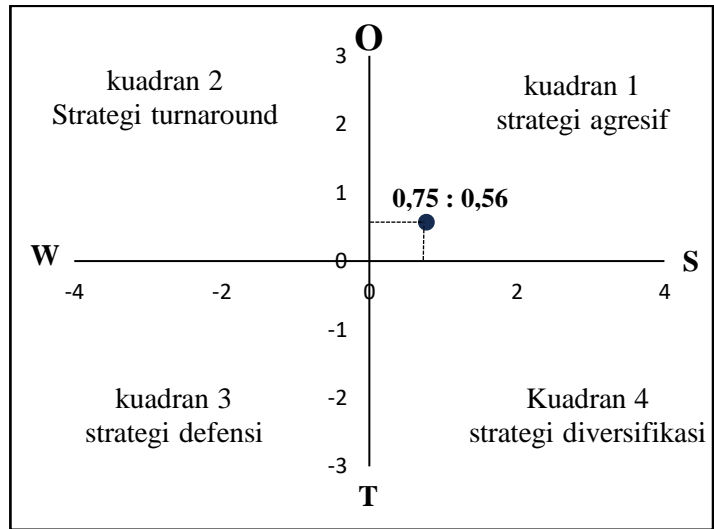 O
3
kuadran 2
Strategi turnaround
kuadran 1
strategi agresif
2
1
0,75 : 0,56
W
0
S
-4
-2
0
2
4
-1
kuadran 3
strategi defensi
-2
Kuadran 4
strategi diversifikasi
-3
T